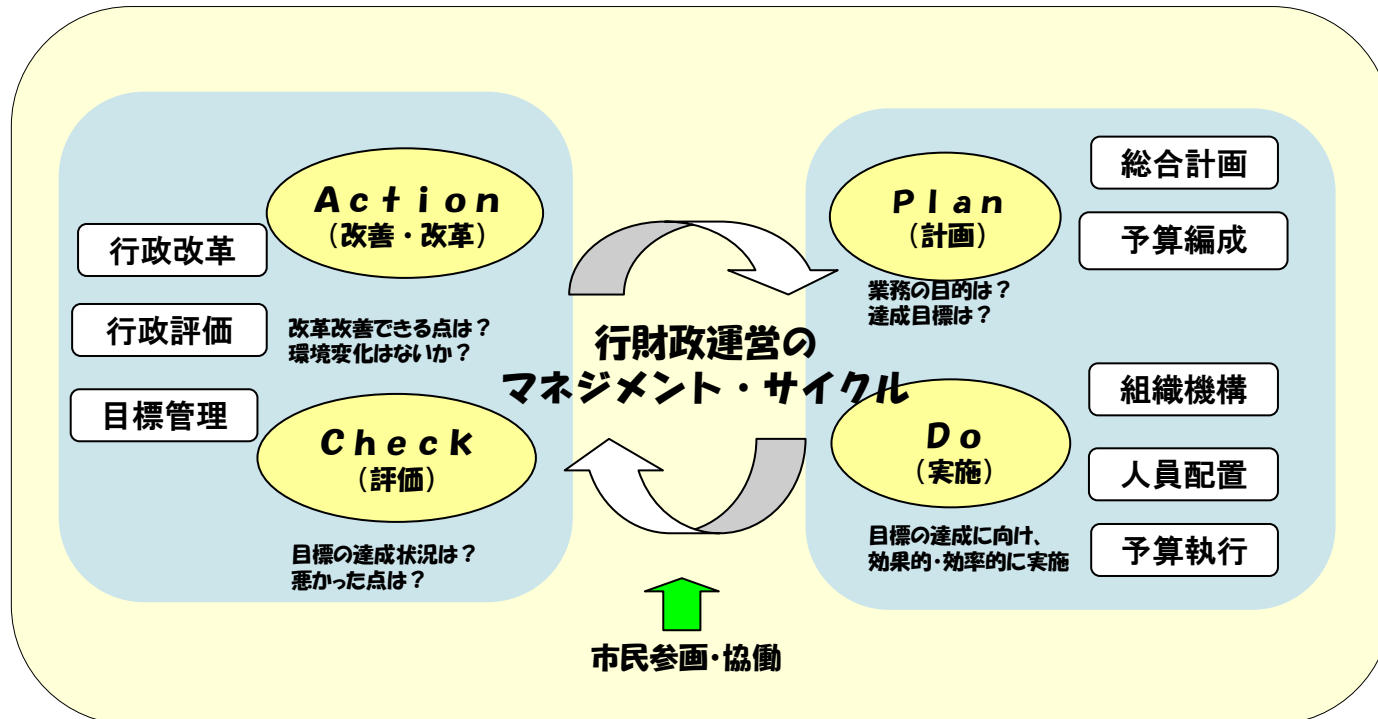 Ａｃｔｉｏｎ
（改善・改革）
行政改革
行政評価
目標管理
改革改善できる点は？
環境変化はないか？
Ｃｈｅｃｋ
（評価）
目標の達成状況は？
悪かった点は？
行財政運営の
マネジメント・サイクル
市民参画･協働
Ｐｌａｎ
（計画）
総合計画
予算編成
業務の目的は？
達成目標は？
Ｄｏ
（実施）
組織機構
人員配置
予算執行
目標の達成に向け、
効果的･効率的に実施